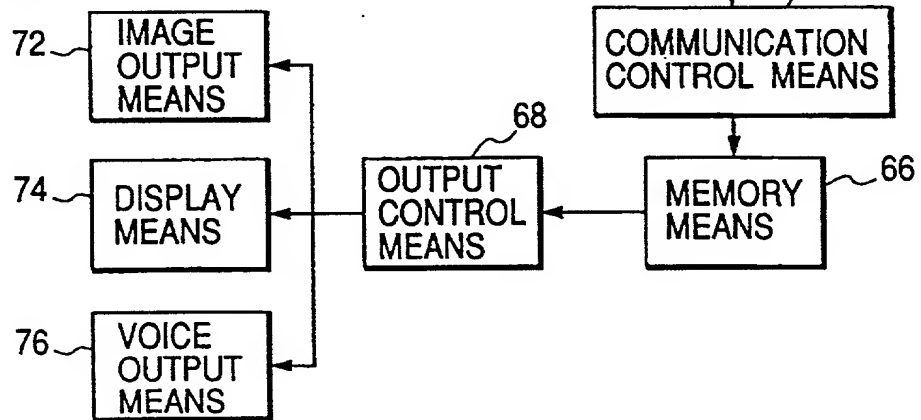 72
IMAGE
OUTPUT
MEANS
COMMUNICATION
CONTROL MEANS
68
74
DISPLAY
MEANS
OUTPUT
CONTROL
MEANS
MEMORY
MEANS
66
76
VOICE
OUTPUT
MEANS